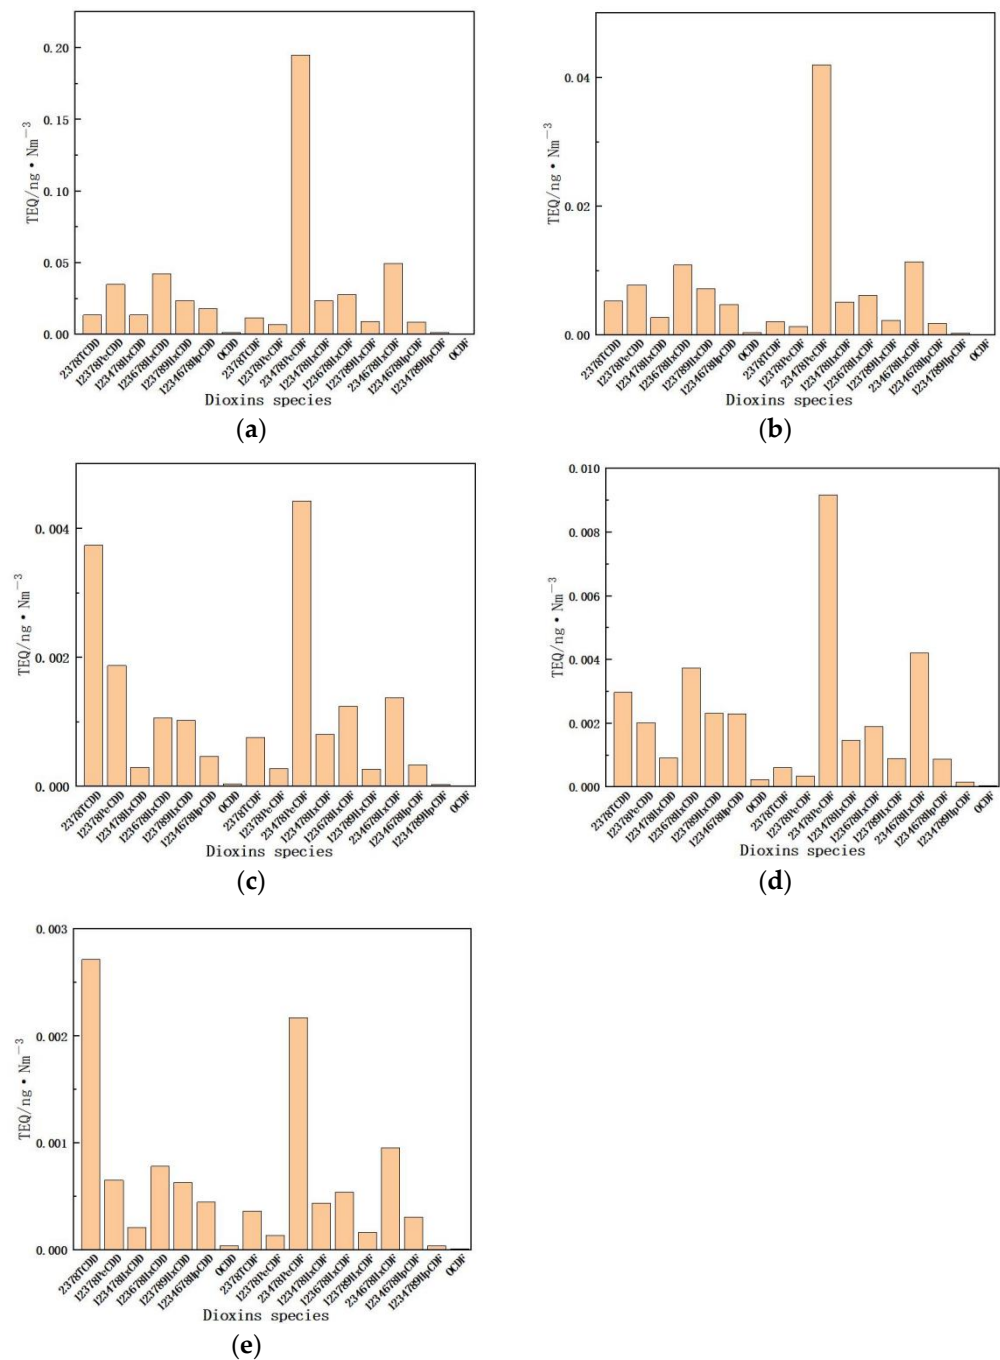 0.20
0.15
0.10
0.05
0.00
TEQ/ng·Nm⁻³
2378TCDD
12378PeCDD
123478HxCDD
123678HxCDD
123789HxCDD
1234678HpCDD
OCDD
2378TCDF
12378PeCDF
23478PeCDF
123478HxCDF
123678HxCDF
123789HxCDF
234678HxCDF
1234678HpCDF
1234789HpCDF
OCDF
Dioxins species
(a)
0.04
0.02
0.00
TEQ/ng·Nm⁻³
2378TCDD
12378PeCDD
123478HxCDD
123678HxCDD
123789HxCDD
1234678HpCDD
OCDD
2378TCDF
12378PeCDF
23478PeCDF
123478HxCDF
123678HxCDF
123789HxCDF
234678HxCDF
1234678HpCDF
1234789HpCDF
OCDF
Dioxins species
(b)
0.004
0.002
0.000
TEQ/ng·Nm⁻³
2378TCDD
12378PeCDD
123478HxCDD
123678HxCDD
123789HxCDD
1234678HpCDD
OCDD
2378TCDF
12378PeCDF
23478PeCDF
123478HxCDF
123678HxCDF
123789HxCDF
234678HxCDF
1234678HpCDF
1234789HpCDF
OCDF
Dioxins species
(c)
0.010
0.008
0.006
0.004
0.002
0.000
TEQ/ng·Nm⁻³
2378TCDD
12378PeCDD
123478HxCDD
123678HxCDD
123789HxCDD
1234678HpCDD
OCDD
2378TCDF
12378PeCDF
23478PeCDF
123478HxCDF
123678HxCDF
123789HxCDF
234678HxCDF
1234678HpCDF
1234789HpCDF
OCDF
Dioxins species
(d)
0.003
0.002
0.001
0.000
TEQ/ng·Nm⁻³
2378TCDD
12378PeCDD
123478HxCDD
123678HxCDD
123789HxCDD
1234678HpCDD
OCDD
2378TCDF
12378PeCDF
23478PeCDF
123478HxCDF
123678HxCDF
123789HxCDF
234678HxCDF
1234678HpCDF
1234789HpCDF
OCDF
Dioxins species
(e)